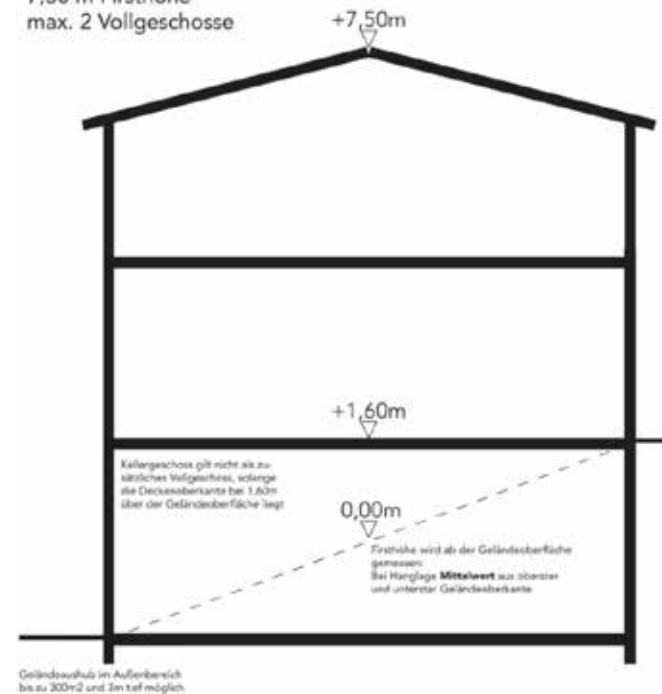 7,50 m Firsthöhe
max. 2 Vollgeschosse
+7,50m
+1,60m
Kellergeschoss gilt nicht als zu-
sätzliches Vollgeschoss, solange
die Deckenoberkante bei 1,60m
über der Geländeoberfläche liegt
0,00m
Firsthöhe wird ab der Geländeoberfläche
gemessen:
Bei Hanglage Mittelwert aus oberster
und unterster Geländeoberkante
Geländeaushub im Außenbereich
bis zu 300m2 und 3m tief möglich